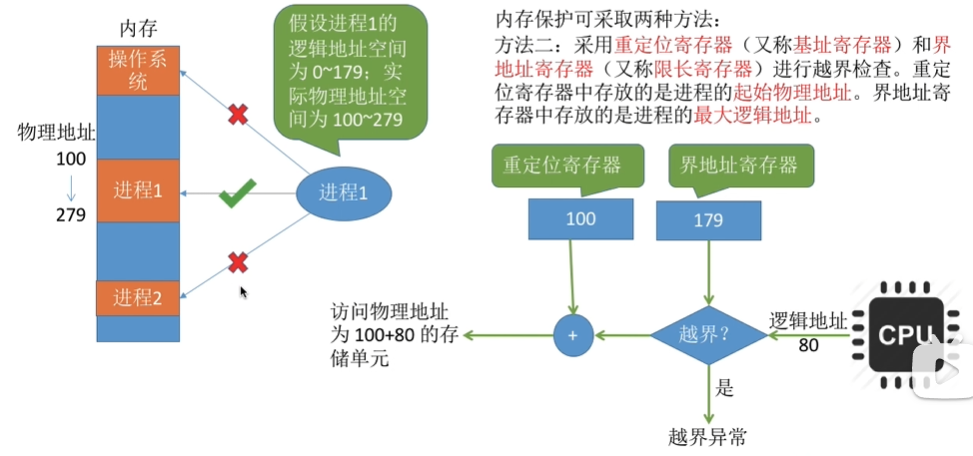 内存
操作系
统
物理地址
100
279
进程1
进程2
假设进程1的
逻辑地址空间
为 0~179；实
际物理地址空
间为 100~279
进程1
内存保护可采取两种方法：
方法二：采用重定位寄存器（又称基址寄存器）和界
地址寄存器（又称限长寄存器）进行越界检查。重定
位寄存器中存放的是进程的起始物理地址。界地址寄
存器中存放的是进程的最大逻辑地址。
重定位寄存器
界地址寄存器
100
179
访问物理地址
为 100+80 的存
储单元
+
越界？
逻辑地址
80
CPU
是
越界异常